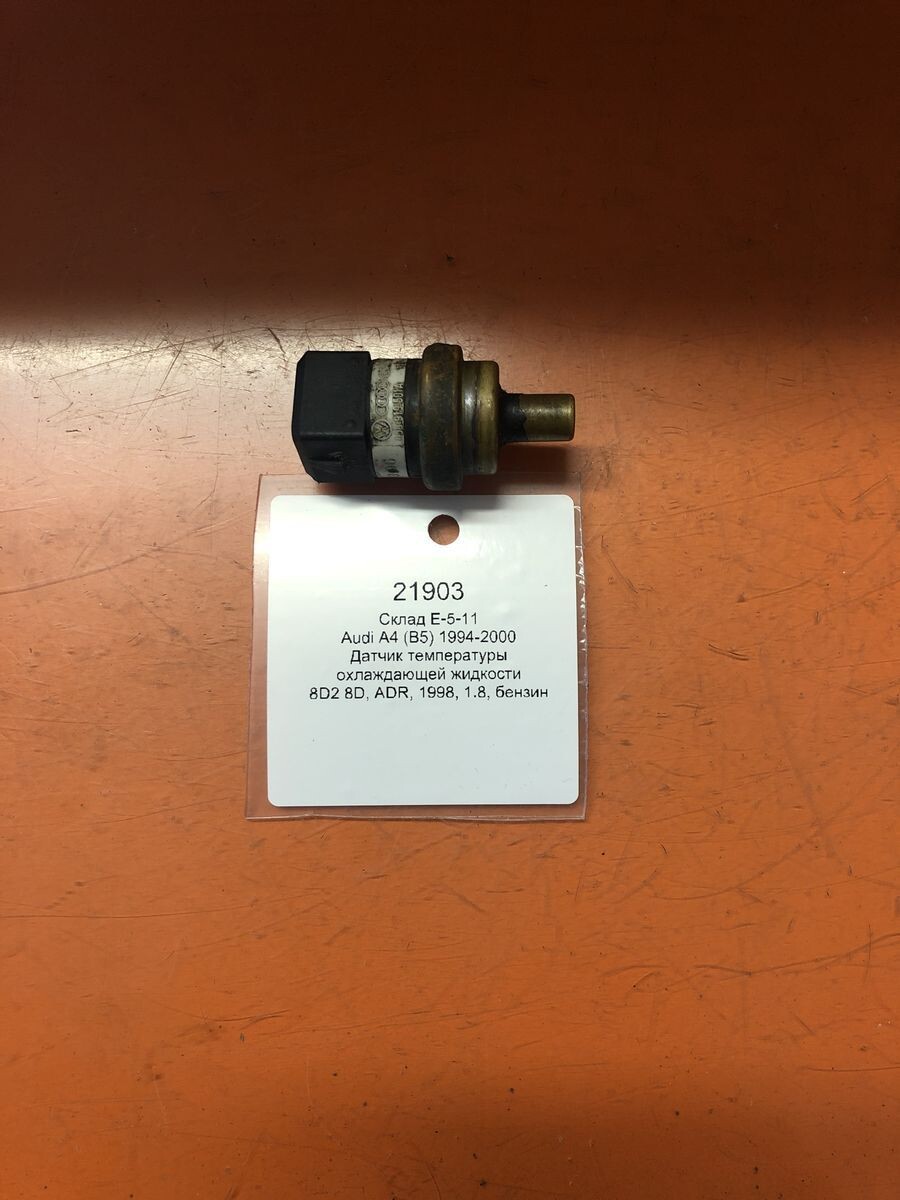 21903
Склад E-5-11
Audi A4 (B5) 1994-2000
Датчик температуры
охлаждающей жидкости
8D2 8D, ADR, 1998, 1.8, бензин